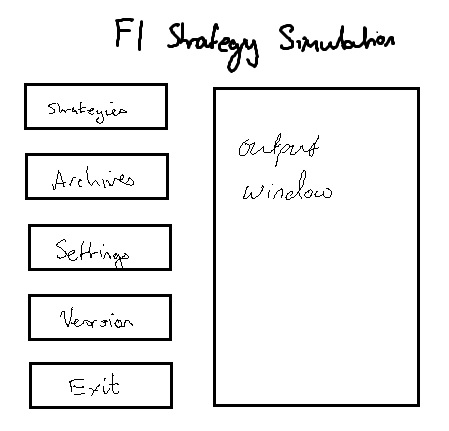 F1 Strategy Simulation
Strategies
Archives
Settings
Version
Exit
output
window